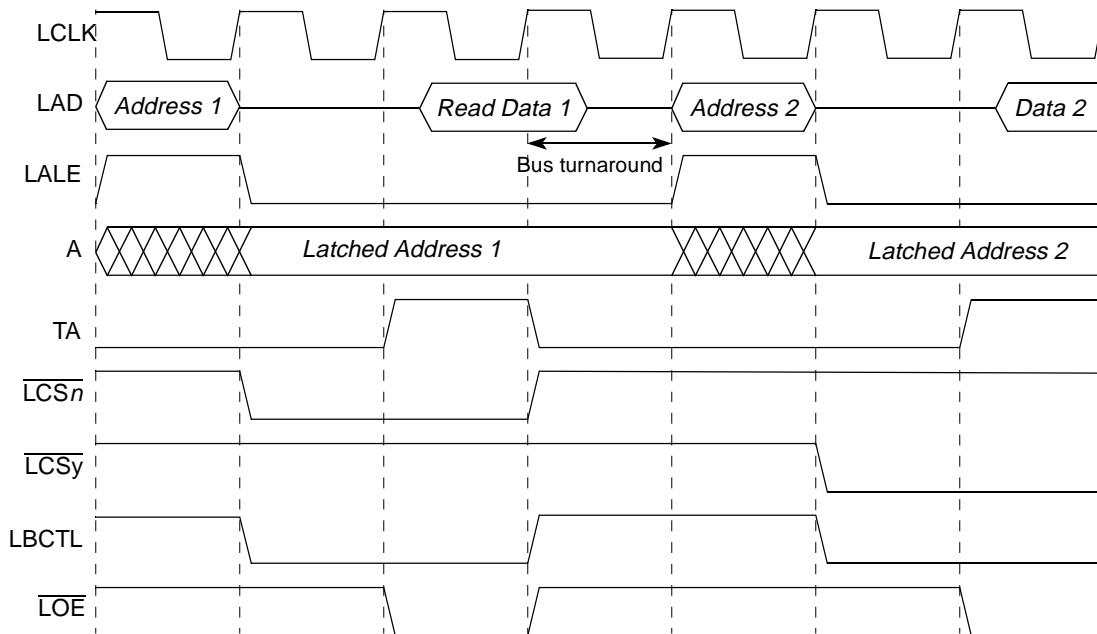 LCLK
LAD Address 1 Read Data 1 Address 2 Data 2
Bus turnaround
LALE
A Latched Address 1 Latched Address 2
TA
LCSn
LCSy
LBCTL
LOE